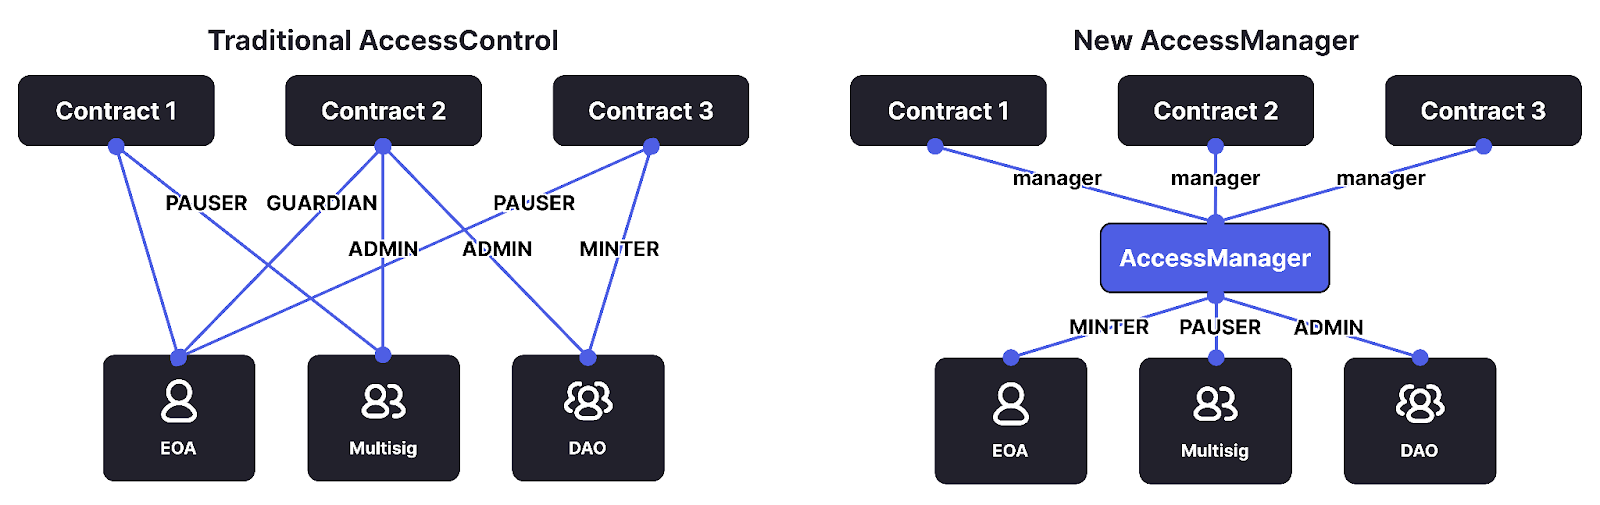 Traditional AccessControl
Contract 1
Contract 2
Contract 3
PAUSER
GUARDIAN
PAUSER
ADMIN
ADMIN
MINTER
EOA
Multisig
DAO
New AccessManager
Contract 1
Contract 2
Contract 3
manager
manager
manager
AccessManager
MINTER
PAUSER
ADMIN
EOA
Multisig
DAO